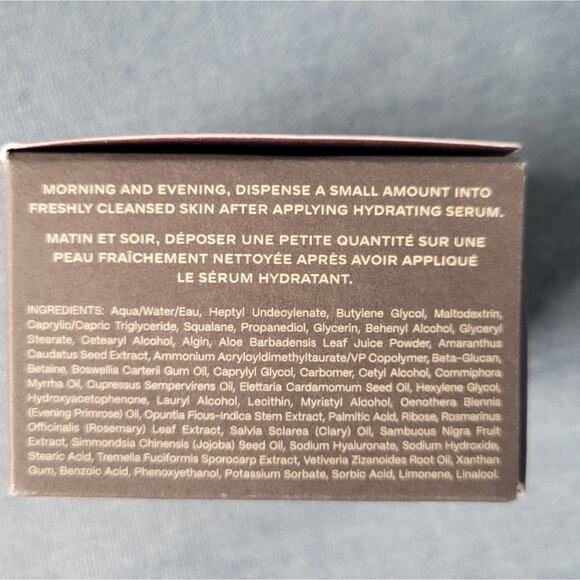 MORNING AND EVENING, DISPENSE A SMALL AMOUNT INTO
FRESHLY CLEANSED SKIN AFTER APPLYING HYDRATING SERUM.
MATIN ET SOIR, DÉPOSER UNE PETITE QUANTITÉ SUR UNE
PEAU FRAÎCHEMENT NETTOYÉE APRÈS AVOIR APPLIQUÉ
LE SÉRUM HYDRATANT.
INGREDIENTS: Aqua/Water/Eau, Heptyl Undecylenate, Butylene Glycol, Maltodextrin,
Caprylic/Capric Triglyceride, Squalane, Propanediol, Glycerin, Behenyl Alcohol, Glyceryl
Stearate, Cetearyl Alcohol, Algin, Aloe Barbadensis Leaf Juice Powder, Amaranthus
Caudatus Seed Extract, Ammonium Acryloyldimethyltaurate/VP Copolymer, Beta-Glucan,
Betaine, Boswellia Carterii Gum Oil, Caprylyl Glycol, Carbomer, Cetyl Alcohol, Commiphora
Myrrha Oil, Cupressus Sempervirens Oil, Elettaria Cardamomum Seed Oil, Hexylene Glycol,
Hydroxyacetophenone, Lauryl Alcohol, Lecithin, Myristyl Alcohol, Oenothera Biennis
(Evening Primrose) Oil, Opuntia Ficus-Indica Stem Extract, Palmitic Acid, Ribose, Rosmarinus
Officinalis (Rosemary) Leaf Extract, Salvia Sclarea (Clary) Oil, Sambucus Nigra Fruit
Extract, Simmondsia Chinensis (Jojoba) Seed Oil, Sodium Hyaluronate, Sodium Hydroxide,
Stearic Acid, Tremella Fuciformis Sporocarp Extract, Vetiveria Zizanoides Root Oil, Xanthan
Gum, Benzoic Acid, Phenoxyethanol, Potassium Sorbate, Sorbic Acid, Limonene, Linalool.